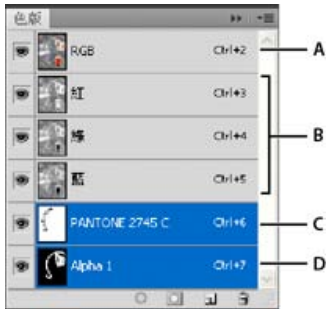 色版
RGB Ctrl+2 A
紅 Ctrl+3
綠 Ctrl+4 B
藍 Ctrl+5
PANTONE 2745 C Ctrl+6 C
Alpha 1 Ctrl+7 D